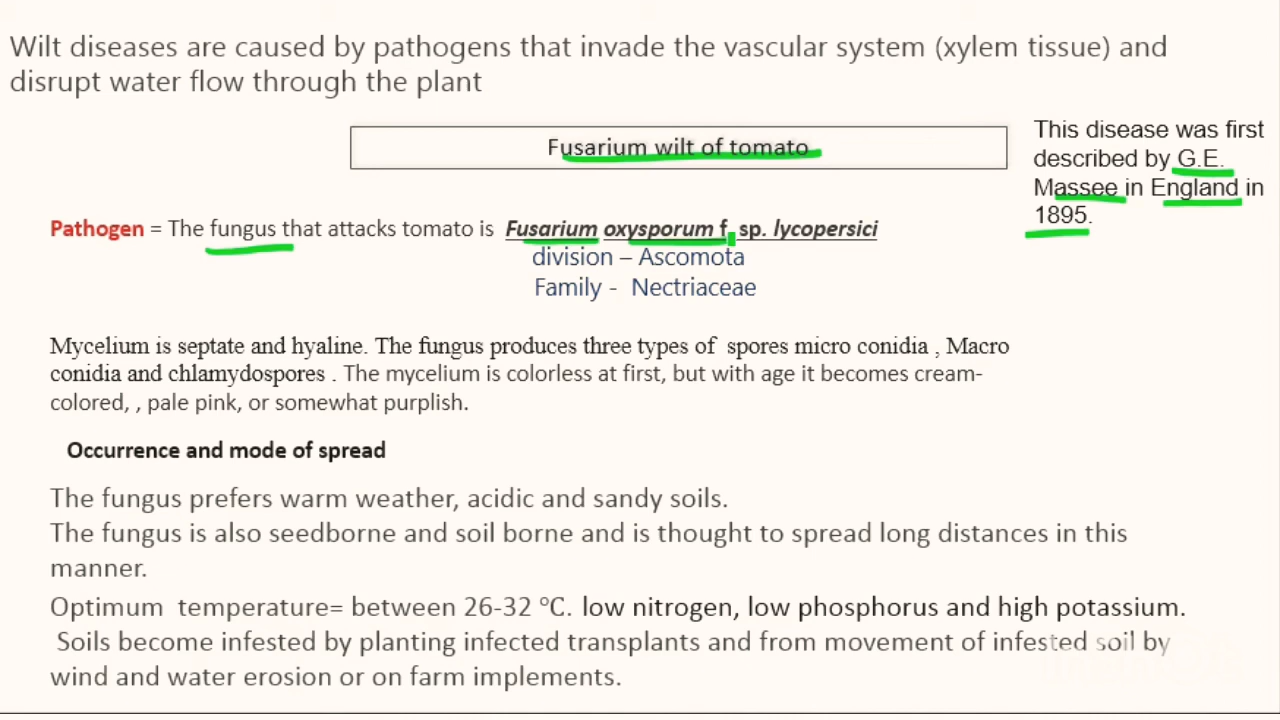 Wilt diseases are caused by pathogens that invade the vascular system (xylem tissue) and
disrupt water flow through the plant
Fusarium wilt of tomato
This disease was first
described by G.E.
Massee in England in
1895.
Pathogen = The fungus that attacks tomato is Fusarium oxysporum f. sp. lycopersici
division – Ascomota
Family - Nectriaceae
Mycelium is septate and hyaline. The fungus produces three types of spores micro conidia , Macro
conidia and chlamydospores . The mycelium is colorless at first, but with age it becomes cream-
colored, , pale pink, or somewhat purplish.
Occurrence and mode of spread
The fungus prefers warm weather, acidic and sandy soils.
The fungus is also seedborne and soil borne and is thought to spread long distances in this
manner.
Optimum temperature= between 26-32 °C. low nitrogen, low phosphorus and high potassium.
Soils become infested by planting infected transplants and from movement of infested soil by
wind and water erosion or on farm implements.